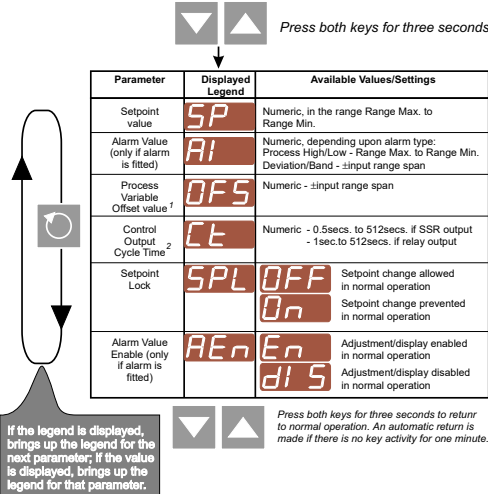 Press both keys for three seconds
Parameter
Displayed
Legend
Available Values/Settings
Setpoint
value
SP
Numeric, in the range Range Max. to
Range Min.
Alarm Value
(only if alarm
is fitted)
A1
Numeric, depending upon alarm type:
Process High/Low - Range Max. to Range Min.
Deviation/Band - ±input range span
Process
Variable
Offset value 1
OFS
Numeric - ±input range span
Control
Output
Cycle Time 2
Ct
Numeric - 0.5secs. to 512secs. if SSR output
- 1sec.to 512secs. if relay output
Setpoint
Lock
SPL
OFF
Setpoint change allowed
in normal operation
On
Setpoint change prevented
in normal operation
Alarm Value
Enable (only
if alarm is
fitted)
AEn
En
Adjustment/display enabled
in normal operation
dIS
Adjustment/display disabled
in normal operation
If the legend is displayed,
brings up the legend for the
next parameter; if the value
is displayed, brings up the
legend for that parameter.
Press both keys for three seconds to retunr
to normal operation. An automatic return is
made if there is no key activity for one minute.